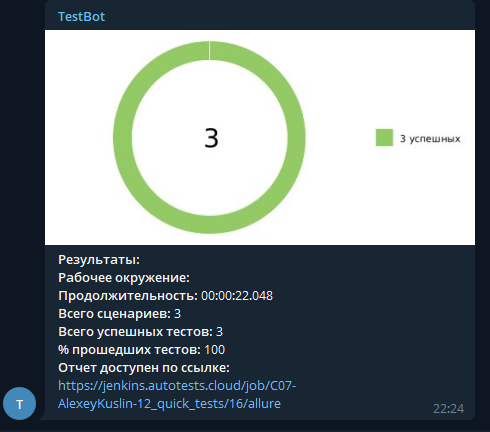 TestBot
3
3 успешных
Результаты:
Рабочее окружение:
Продолжительность: 00:00:22.048
Всего сценариев: 3
Всего успешных тестов: 3
% прошедших тестов: 100
Отчет доступен по ссылке:
https://jenkins.autotests.cloud/job/C07-
AlexeyKuslin-12_quick_tests/16/allure
T
22:24